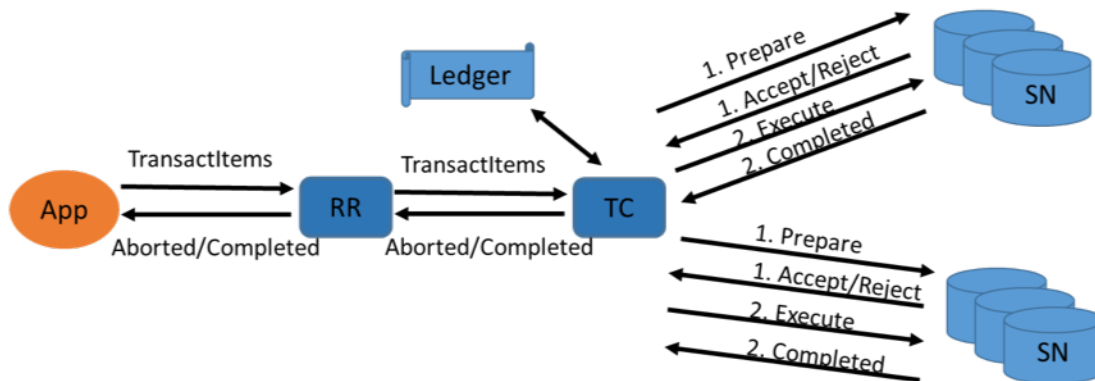 Ledger
App
TransactItems
Aborted/Completed
RR
TransactItems
Aborted/Completed
TC
1. Prepare
1. Accept/Reject
2. Execute
2. Completed
SN
1. Prepare
1. Accept/Reject
2. Execute
2. Completed
SN